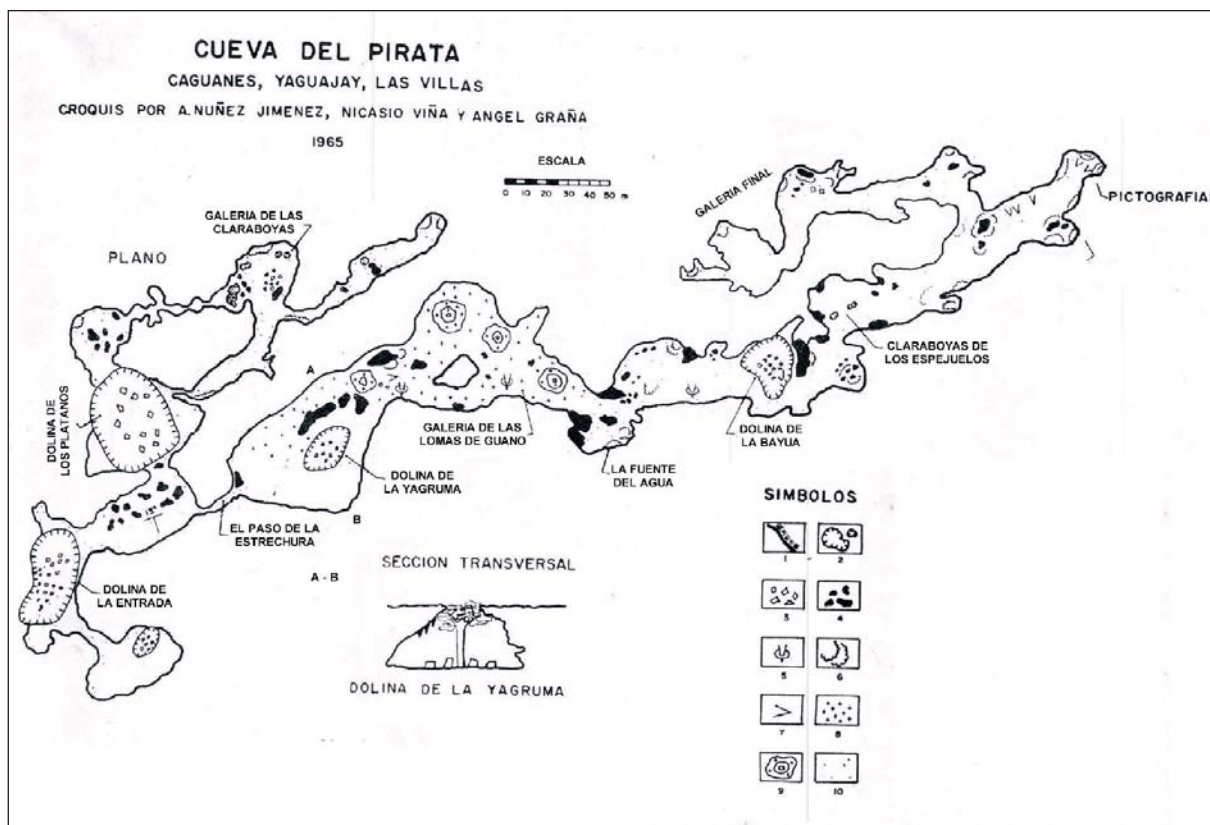 CUEVA DEL PIRATA
CAGUANES, YAGUAJAY, LAS VILLAS
CROQUIS POR A. NUÑEZ JIMENEZ, NICASIO VIÑA Y ANGEL GRAÑA
1965
ESCALA
0 10 20 30 40 50 m
GALERIA FINAL
PICTOGRAFIAS
GALERIA DE LAS
CLARABOYAS
PLANO
CLARABOYAS DE
LOS ESPEJUELOS
A
DOLINA DE
LOS PLATANOS
GALERIA DE LAS
LOMAS DE GUANO
DOLINA DE
LA BAYUA
DOLINA DE
LA YAGRUMA
LA FUENTE
DEL AGUA
15°
B
EL PASO DE LA
ESTRECHURA
DOLINA DE
LA ENTRADA
A - B
SECCION TRANSVERSAL
DOLINA DE LA YAGRUMA
SIMBOLOS
1 2
3 4
5 6
7 8
9 10